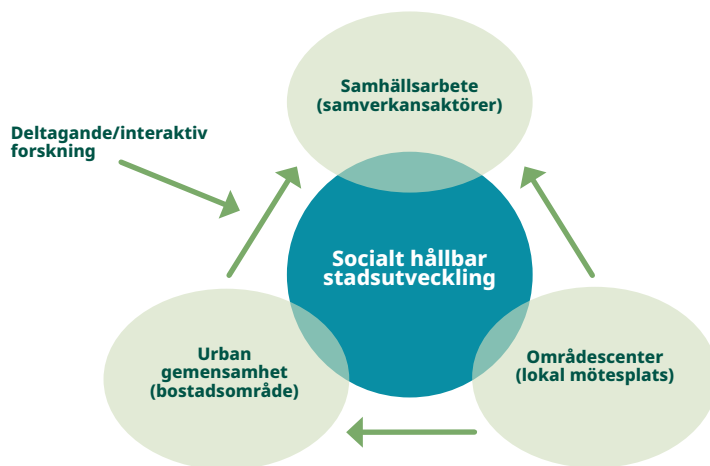 Samhällsarbete
(samverkansaktörer)
Deltagande/interaktiv
forskning
Socialt hållbar
stadsutveckling
Urban
gemensamhet
(bostadsområde)
Områdescenter
(lokal mötesplats)